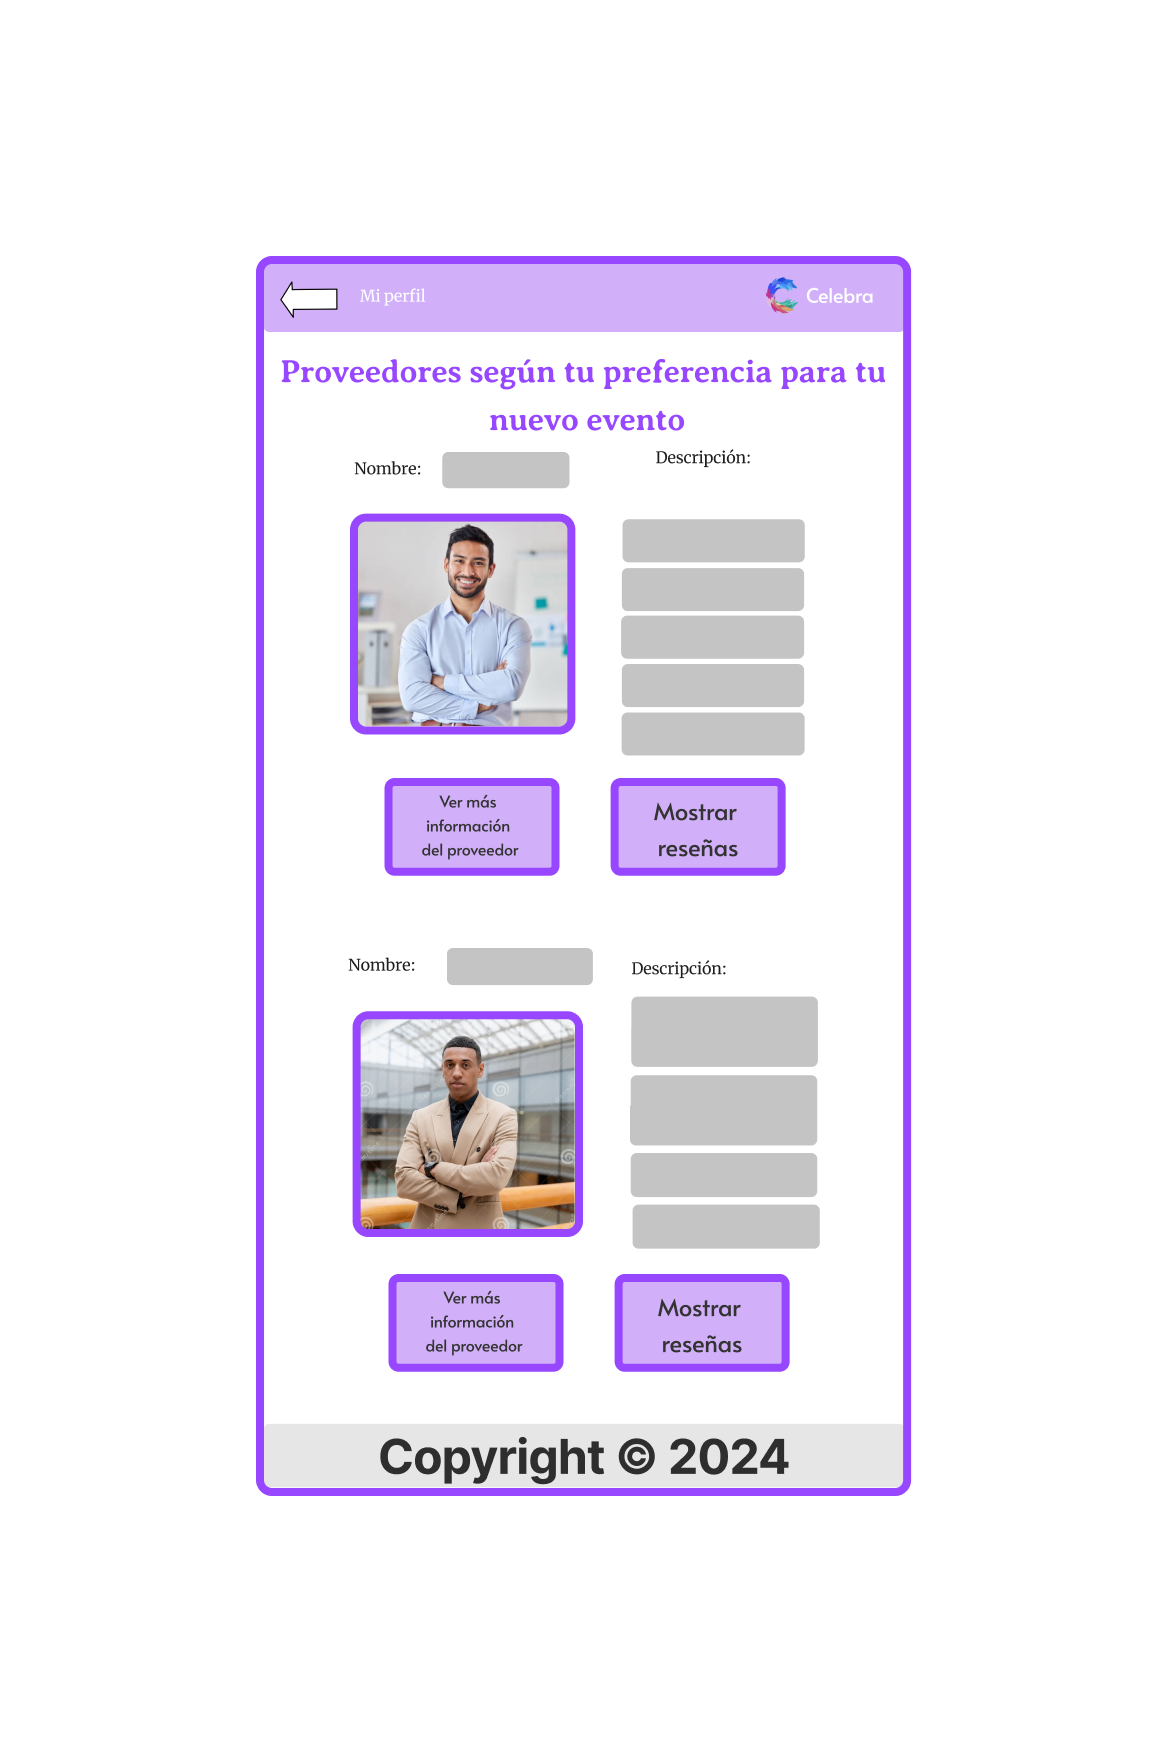 Mi perfil
Celebra
Proveedores según tu preferencia para tu
nuevo evento
Nombre:
Descripción:
Ver más
información
del proveedor
Mostrar
reseñas
Nombre:
Descripción:
Ver más
información
del proveedor
Mostrar
reseñas
Copyright © 2024